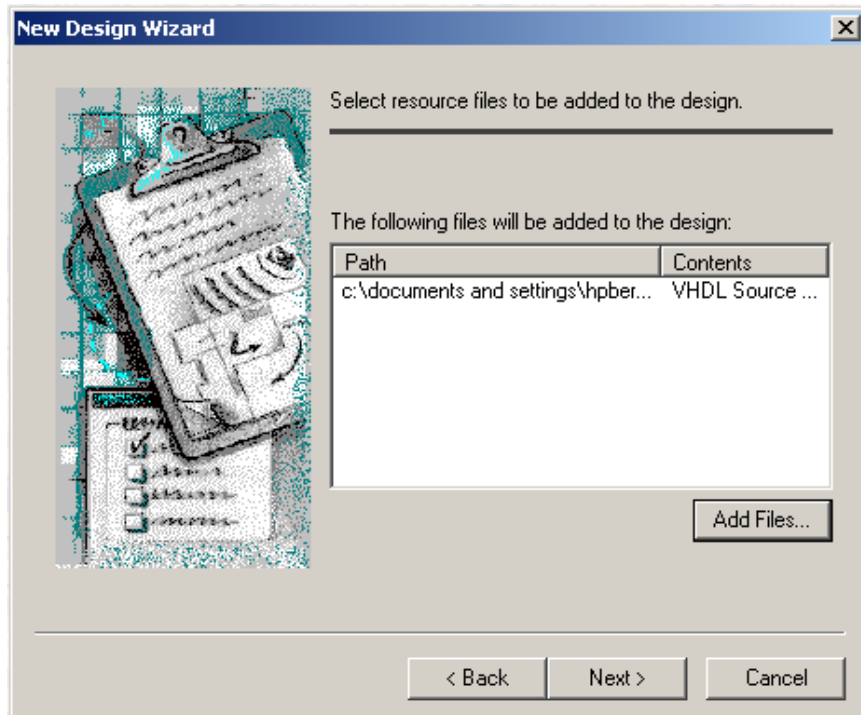 New Design Wizard
Select resource files to be added to the design.
The following files will be added to the design:
Path Contents
c:\documents and settings\hpber... VHDL Source ...
Add Files...
< Back Next > Cancel